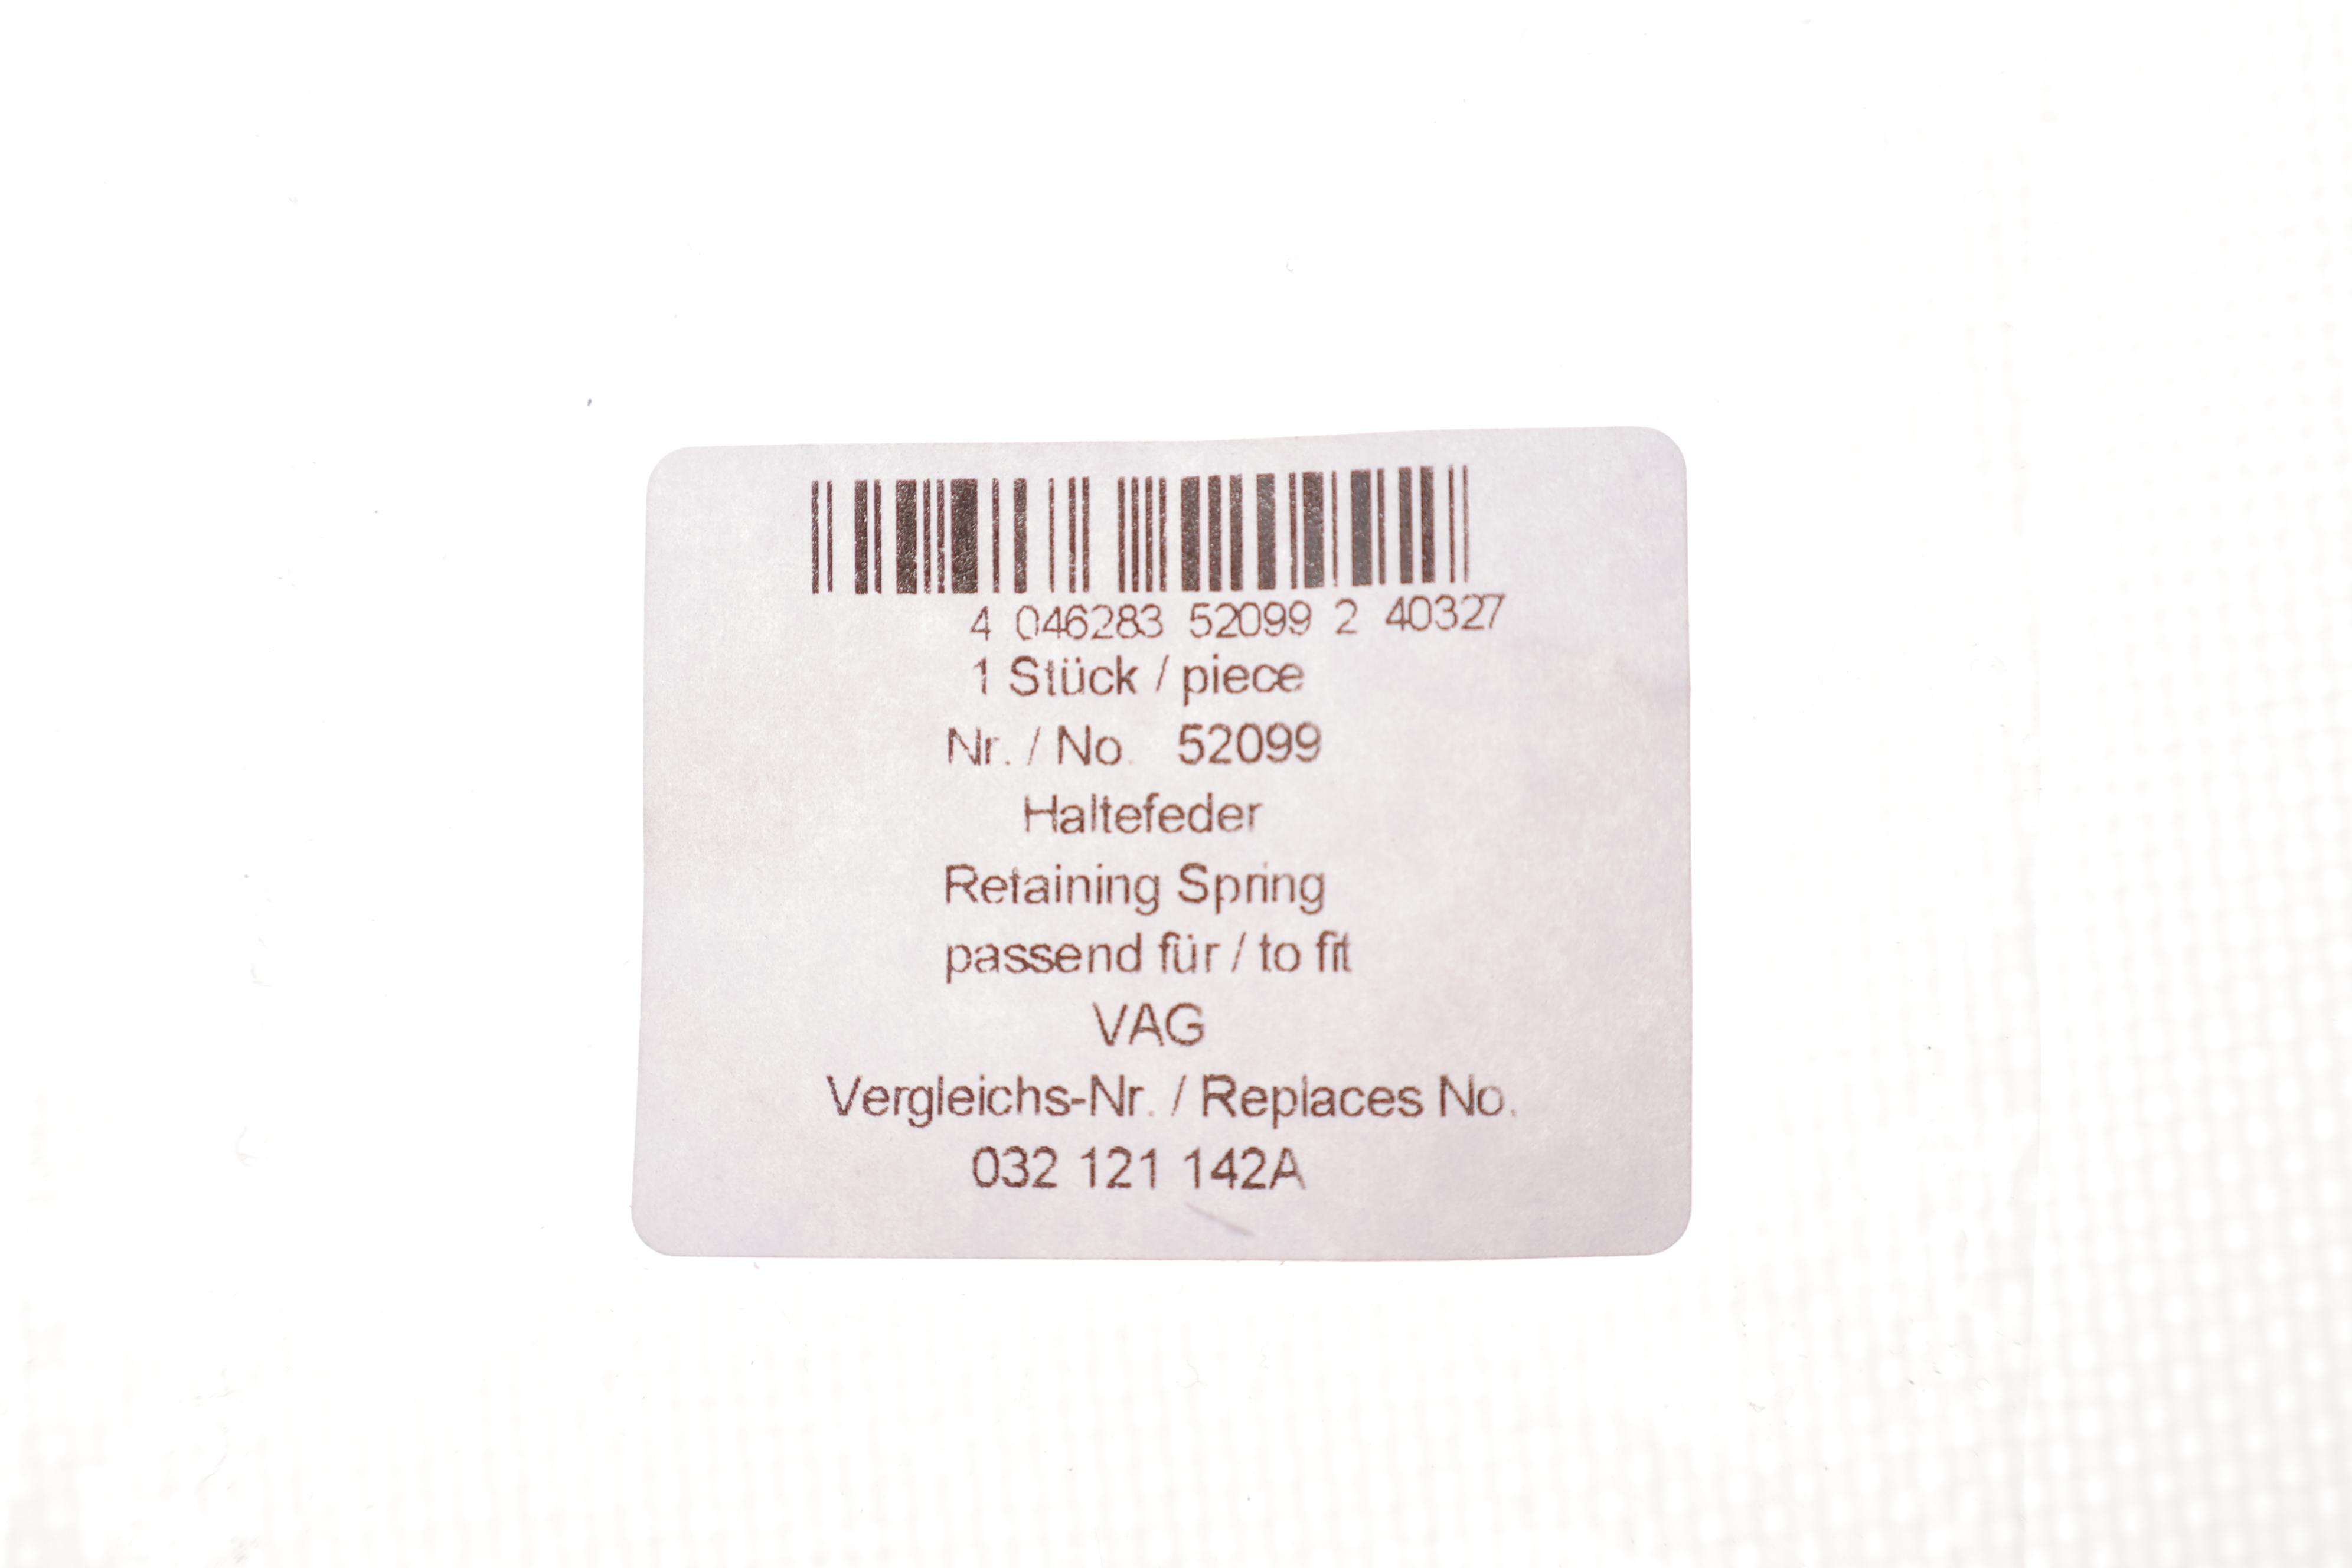 4 046283 52099 2 40327
1 Stück / piece
Nr. / No. 52099
Haltefeder
Retaining Spring
passend für / to fit
VAG
Vergleichs-Nr. / Replaces No.
032 121 142A